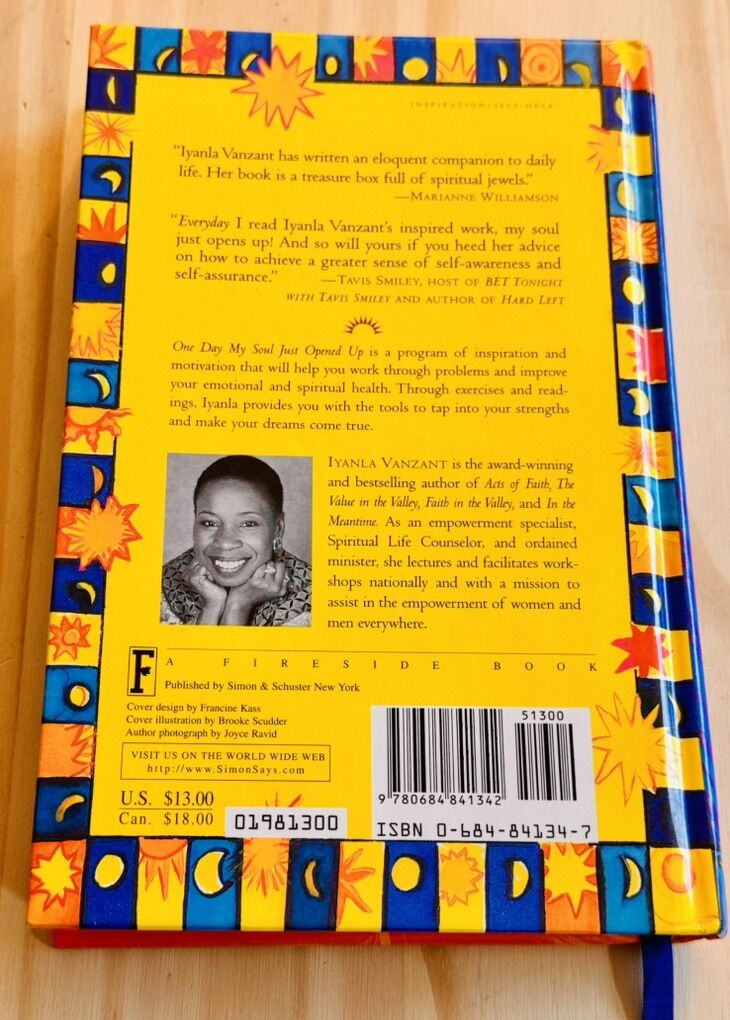 INSPIRATION/SELF-HELP
“Iyanla Vanzant has written an eloquent companion to daily
life. Her book is a treasure box full of spiritual jewels.”
—MARIANNE WILLIAMSON
“Everyday I read Iyanla Vanzant's inspired work, my soul
just opens up! And so will yours if you heed her advice
on how to achieve a greater sense of self-awareness and
self-assurance.” —TAVIS SMILEY, HOST OF BET TONIGHT
WITH TAVIS SMILEY AND AUTHOR OF HARD LEFT
One Day My Soul Just Opened Up is a program of inspiration and
motivation that will help you work through problems and improve
your emotional and spiritual health. Through exercises and read-
ings, Iyanla provides you with the tools to tap into your strengths
and make your dreams come true.
IYANLA VANZANT is the award-winning
and bestselling author of Acts of Faith, The
Value in the Valley, Faith in the Valley, and In the
Meantime. As an empowerment specialist,
Spiritual Life Counselor, and ordained
minister, she lectures and facilitates work-
shops nationally and with a mission to
assist in the empowerment of women and
men everywhere.
F
A FIRESIDE BOOK
Published by Simon & Schuster New York
Cover design by Francine Kass
Cover illustration by Brooke Scudder
Author photograph by Joyce Ravid
VISIT US ON THE WORLD WIDE WEB
http://www.SimonSays.com
U.S. $13.00
Can. $18.00
01981300
51300
9 780684 841342
ISBN 0-684-84134-7